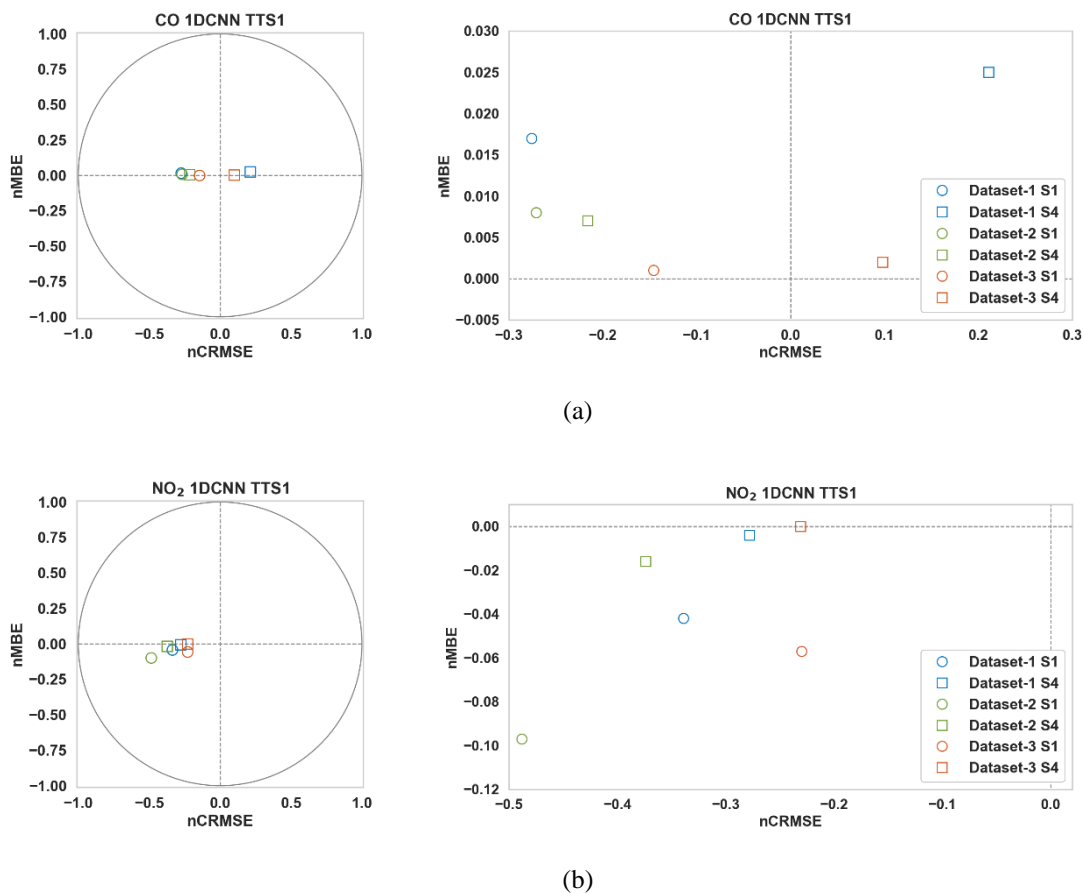 CO 1DCNN TTS1
1.00
0.75
0.50
0.25
0.00
−0.25
−0.50
−0.75
−1.00
nMBE
−1.0
−0.5
0.0
0.5
1.0
nCRMSE
CO 1DCNN TTS1
0.030
0.025
0.020
0.015
0.010
0.005
0.000
−0.005
nMBE
Dataset-1 S1
Dataset-1 S4
Dataset-2 S1
Dataset-2 S4
Dataset-3 S1
Dataset-3 S4
−0.3
−0.2
−0.1
0.0
0.1
0.2
0.3
nCRMSE
(a)
NO₂ 1DCNN TTS1
1.00
0.75
0.50
0.25
0.00
−0.25
−0.50
−0.75
−1.00
nMBE
−1.0
−0.5
0.0
0.5
1.0
nCRMSE
NO₂ 1DCNN TTS1
0.00
−0.02
−0.04
−0.06
−0.08
−0.10
−0.12
nMBE
Dataset-1 S1
Dataset-1 S4
Dataset-2 S1
Dataset-2 S4
Dataset-3 S1
Dataset-3 S4
−0.5
−0.4
−0.3
−0.2
−0.1
0.0
nCRMSE
(b)